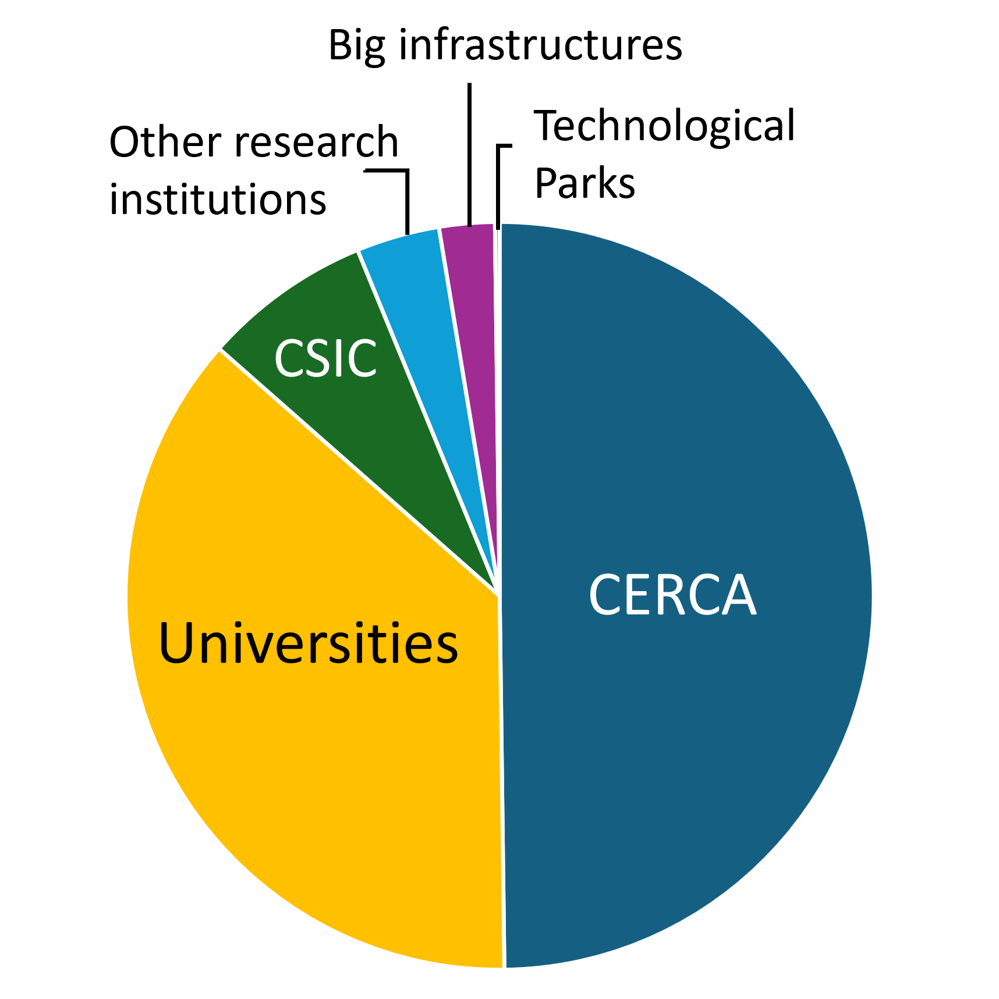 Big infrastructures
Technological
Parks
Other research
institutions
CSIC
CERCA
Universities